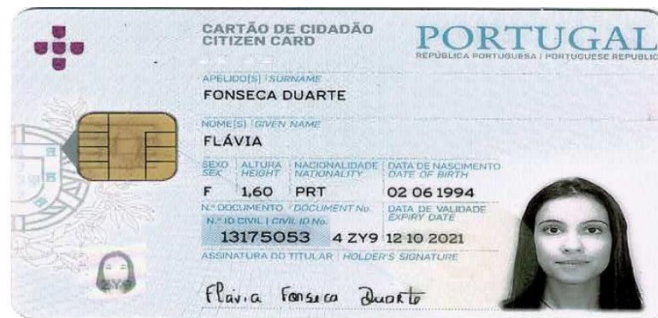 CARTÃO DE CIDADÃO
CITIZEN CARD
PORTUGAL
REPÚBLICA PORTUGUESA / PORTUGUESE REPUBLIC
APELIDO[S] / SURNAME
FONSECA DUARTE
NOME[S] / GIVEN NAME
FLÁVIA
SEXO ALTURA NACIONALIDADE DATA DE NASCIMENTO
SEX HEIGHT NATIONALITY DATE OF BIRTH
F 1,60 PRT 02 06 1994
N.º DOCUMENTO / DOCUMENT No. DATA DE VALIDADE
N.º ID CIVIL / CIVIL ID No. EXPIRY DATE
13175053 4 ZY9 12 10 2021
ASSINATURA DO TITULAR / HOLDER'S SIGNATURE
Flávia Fonseca Duarte
ZY9